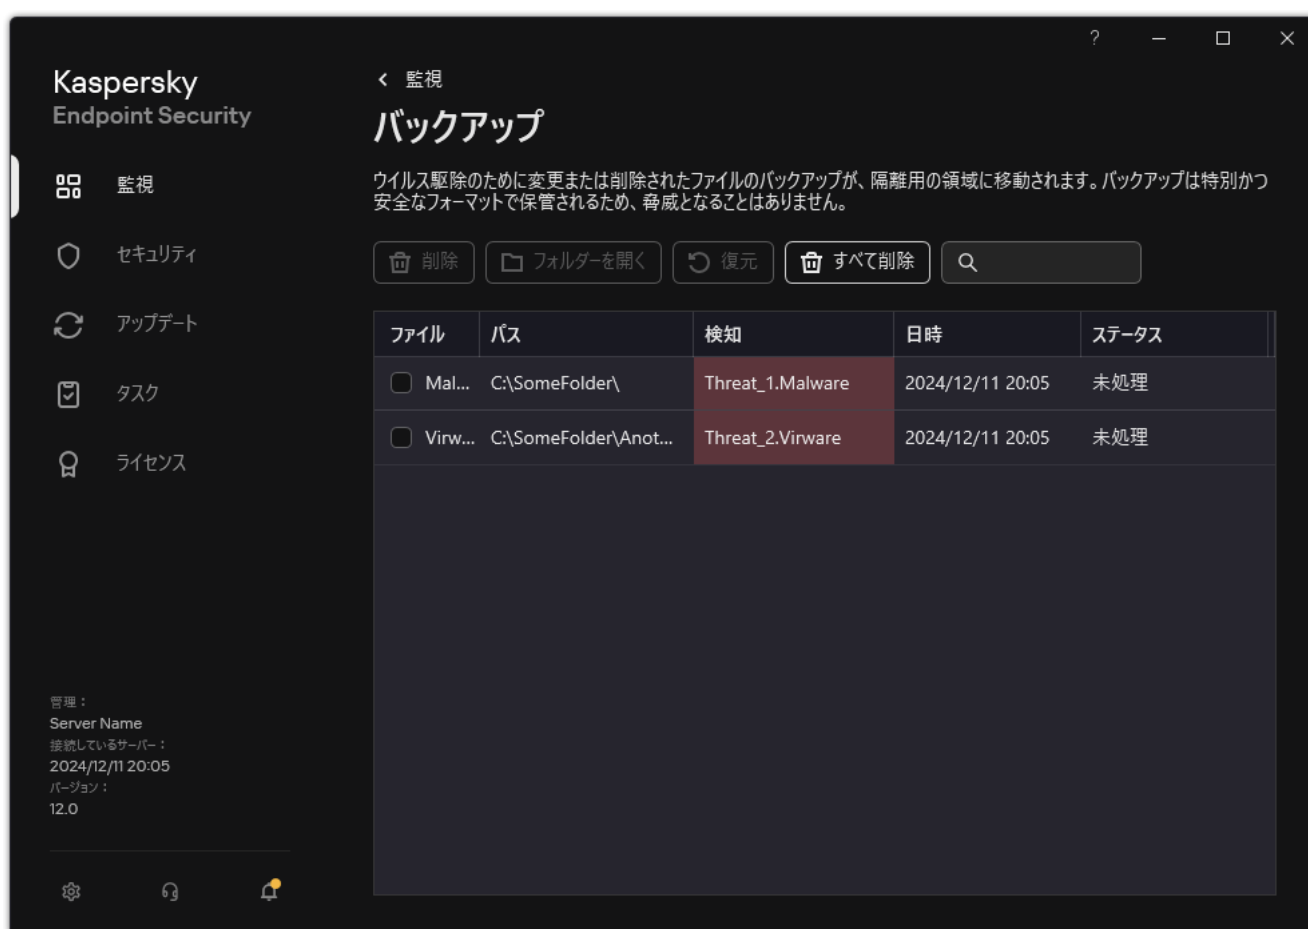 ?
Kaspersky
Endpoint Security
監視
セキュリティ
アップデート
タスク
ライセンス
管理：
Server Name
接続しているサーバー：
2024/12/11 20:05
バージョン：
12.0
監視
バックアップ
ウイルス駆除のために変更または削除されたファイルのバックアップが、隔離用の領域に移動されます。バックアップは特別かつ
安全なフォーマットで保管されるため、脅威となることはありません。
削除 フォルダーを開く 復元 すべて削除
ファイル パス 検知 日時 ステータス
Mal... C:\SomeFolder\ Threat_1.Malware 2024/12/11 20:05 未処理
Virw... C:\SomeFolder\Anot... Threat_2.Virware 2024/12/11 20:05 未処理